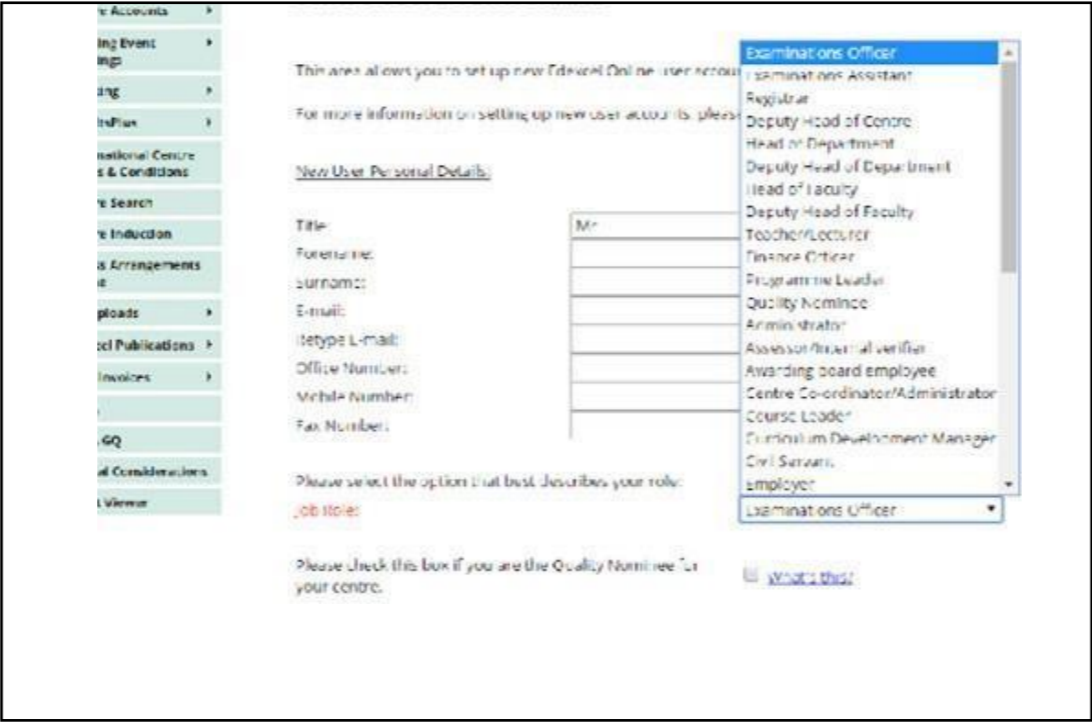 Accounts
ing Event
ings
ing
national Centre
s & Conditions
Search
Induction
s Arrangements
ploads
Publications
Invoices
GQ
al Considerations
Viewer
This area allows you to set up new Edexcel Online user accou
For more information on setting up new user accounts, please
New User Personal Details:
Title: Mr
Forename:
Surname:
E-mail:
Retype E-mail:
Office Number:
Mobile Number:
Fax Number:
Please select the option that best describes your role:
Job Role:
Examinations Officer
Examinations Assistant
Registrar
Deputy Head of Centre
Head of Department
Deputy Head of Department
Head of Faculty
Deputy Head of Faculty
Teacher/Lecturer
Finance Officer
Programme Leader
Quality Nominee
Administrator
Assessor/Internal verifier
Awarding board employee
Centre Co-ordinator/Administrator
Course Leader
Curriculum Development Manager
Civil Servant
Employer
Examinations Officer
Please check this box if you are the Quality Nominee for
your centre.
What's this?